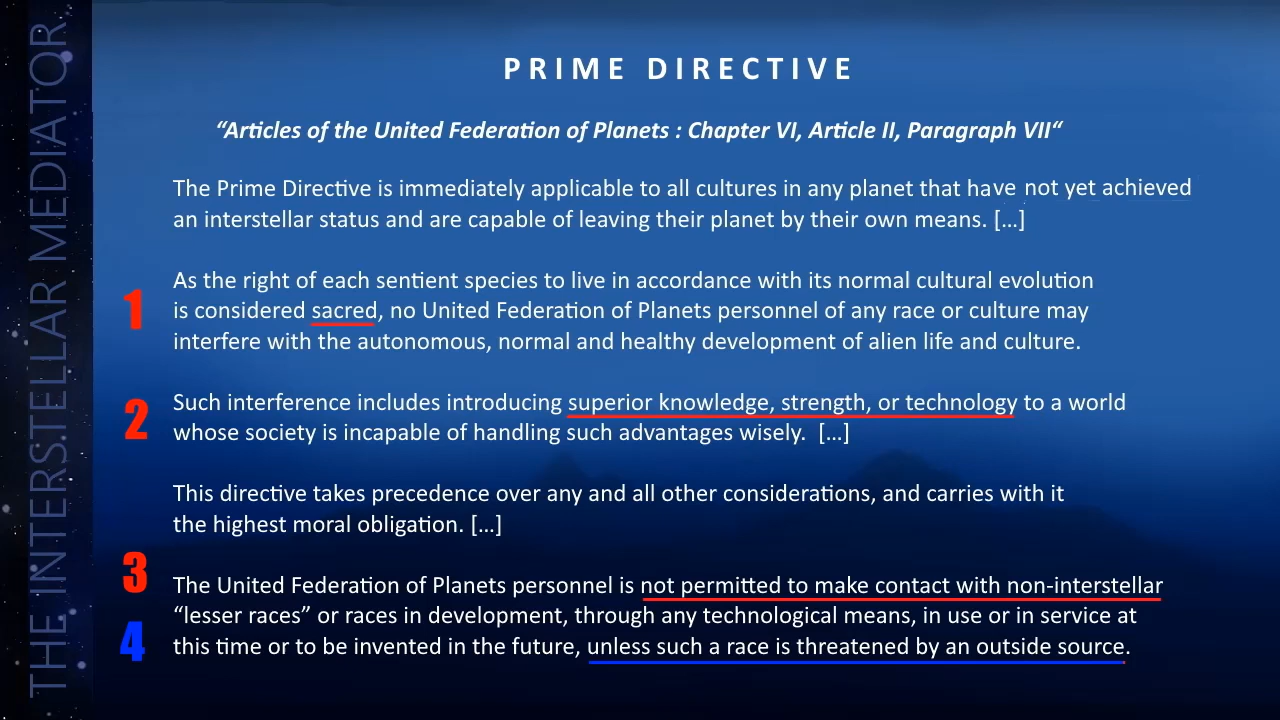 THE INTERSTELLAR MEDIATOR
PRIME DIRECTIVE
“Articles of the United Federation of Planets : Chapter VI, Article II, Paragraph VII“
The Prime Directive is immediately applicable to all cultures in any planet that have not yet achieved
an interstellar status and are capable of leaving their planet by their own means. [...]
1
As the right of each sentient species to live in accordance with its normal cultural evolution
is considered sacred, no United Federation of Planets personnel of any race or culture may
interfere with the autonomous, normal and healthy development of alien life and culture.
2
Such interference includes introducing superior knowledge, strength, or technology to a world
whose society is incapable of handling such advantages wisely. [...]
This directive takes precedence over any and all other considerations, and carries with it
the highest moral obligation. [...]
3
The United Federation of Planets personnel is not permitted to make contact with non-interstellar
“lesser races” or races in development, through any technological means, in use or in service at
4
this time or to be invented in the future, unless such a race is threatened by an outside source.